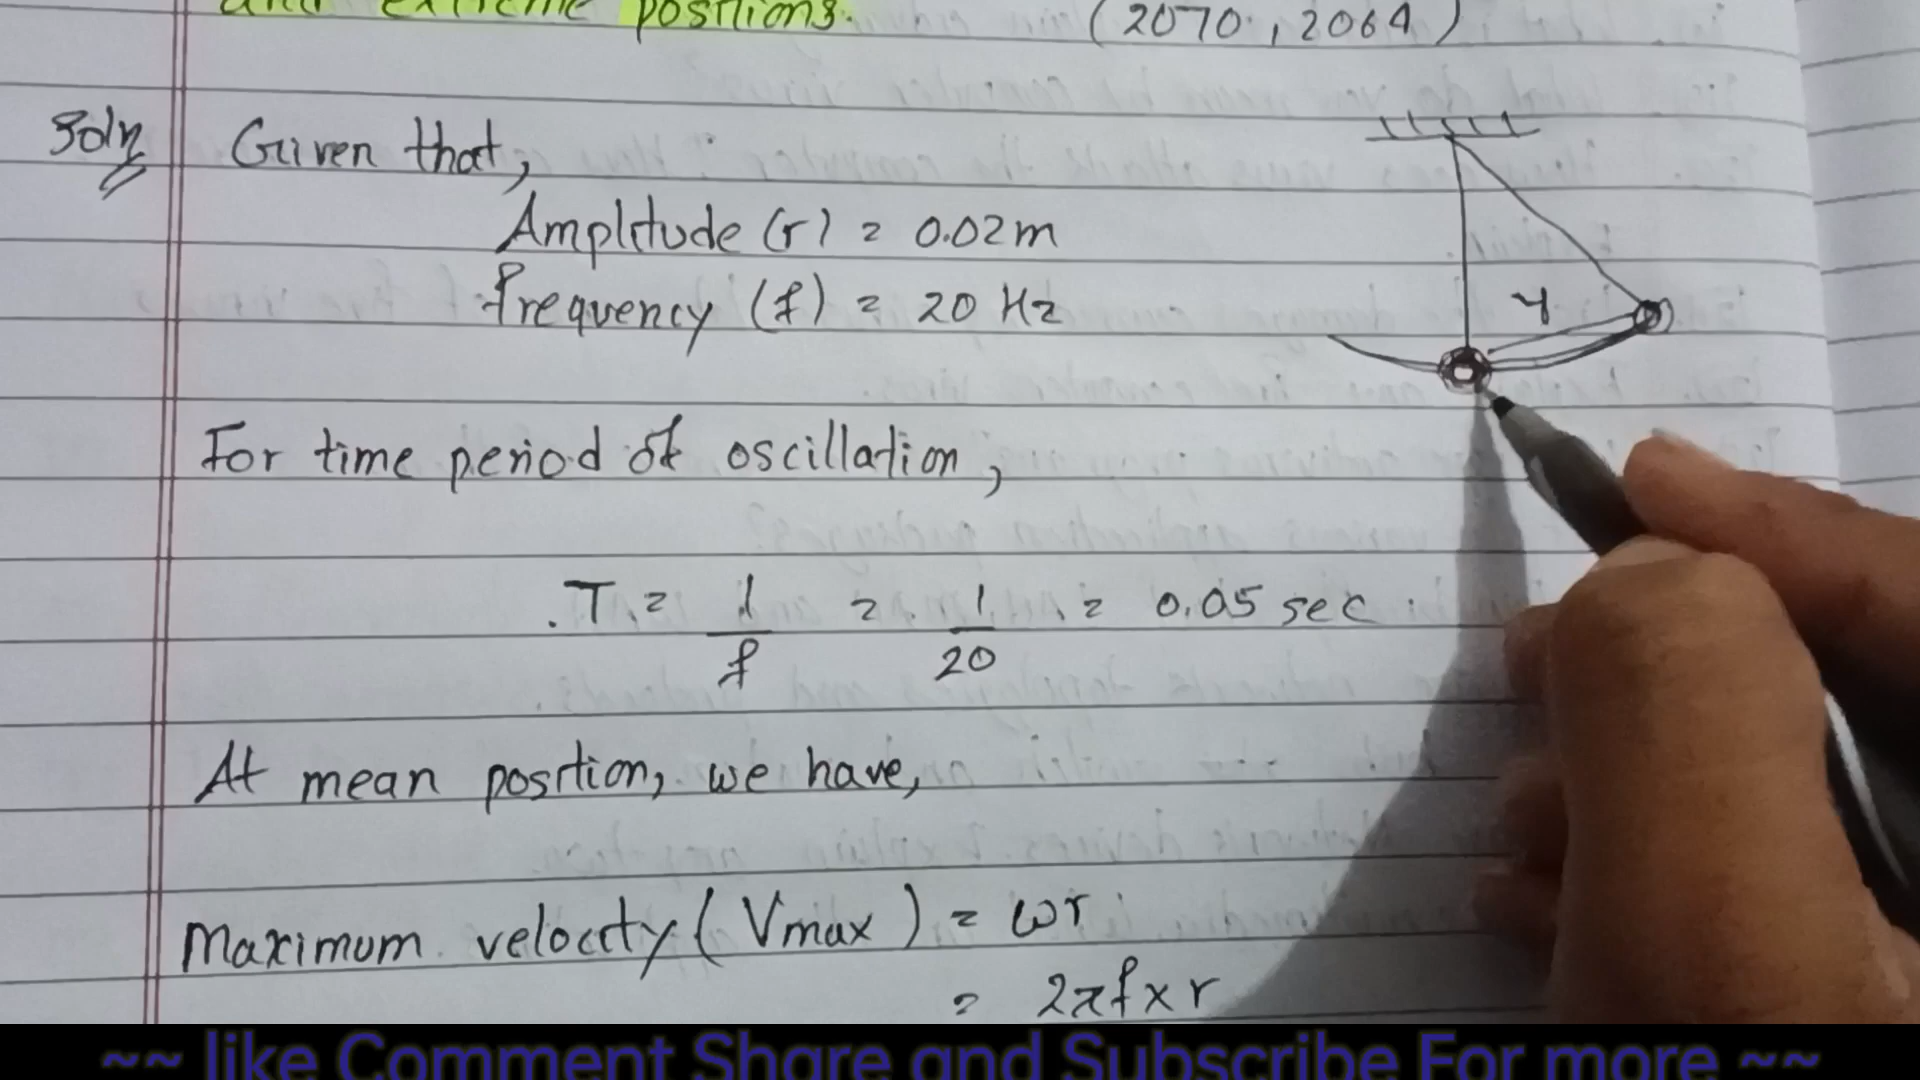 and extreme positions. (2070, 2064)
Soln Given that,
Amplitude (r) = 0.02m
frequency (f) = 20 Hz
r
For time period of oscillation,
T = 1/f = 1/20 = 0.05 sec.
At mean position, we have,
Maximum velocity (Vmax) = ωr
= 2πf x r
~~ like Comment Share and Subscribe For more ~~